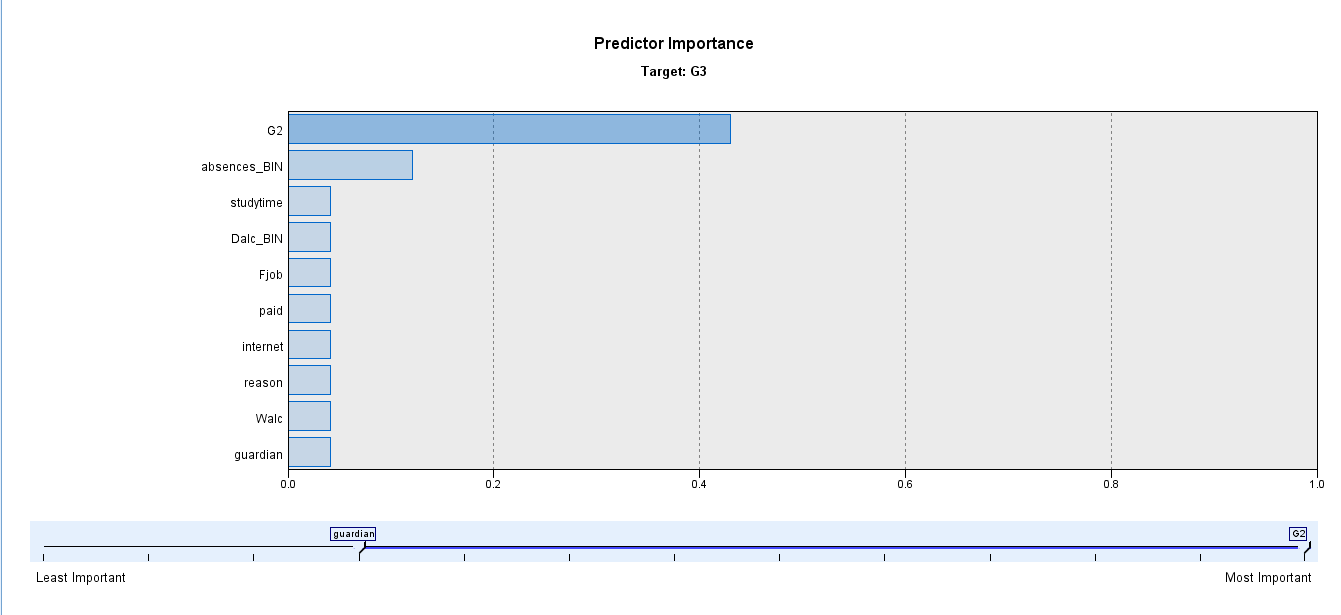 Predictor Importance
Target: G3
G2
absences_BIN
studytime
Dalc_BIN
Fjob
paid
internet
reason
Walc
guardian
0.0 0.2 0.4 0.6 0.8 1.0
guardian G2
Least Important Most Important